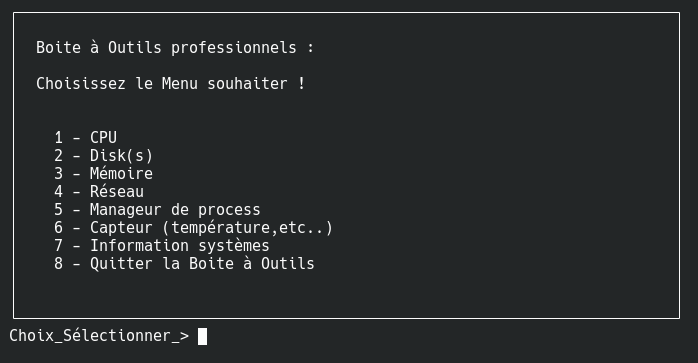 Boite à Outils professionnels :
Choisissez le Menu souhaiter !
1 - CPU
2 - Disk(s)
3 - Mémoire
4 - Réseau
5 - Manageur de process
6 - Capteur (température,etc..)
7 - Information systèmes
8 - Quitter la Boite à Outils
Choix_Sélectionner_>